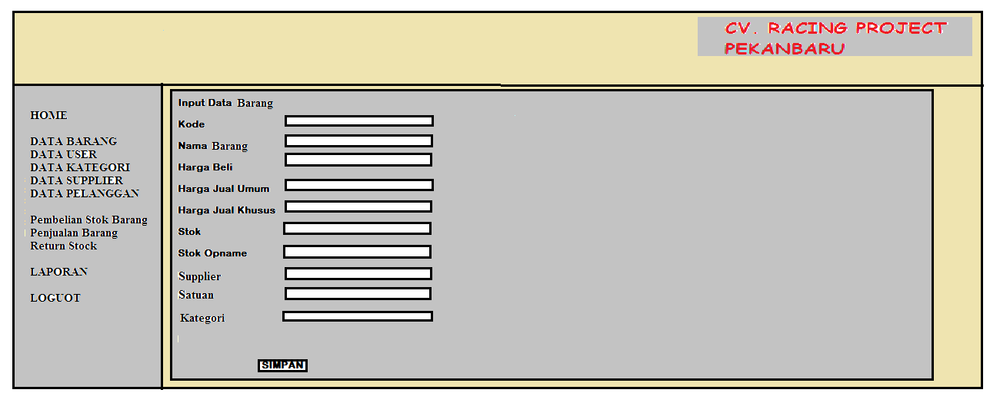 CV. RACING PROJECT
PEKANBARU
HOME
DATA BARANG
DATA USER
DATA KATEGORI
DATA SUPPLIER
DATA PELANGGAN
Pembelian Stok Barang
Penjualan Barang
Return Stock
LAPORAN
LOGUOT
Input Data Barang
Kode
Nama Barang
Harga Beli
Harga Jual Umum
Harga Jual Khusus
Stok
Stok Opname
Supplier
Satuan
Kategori
SIMPAN